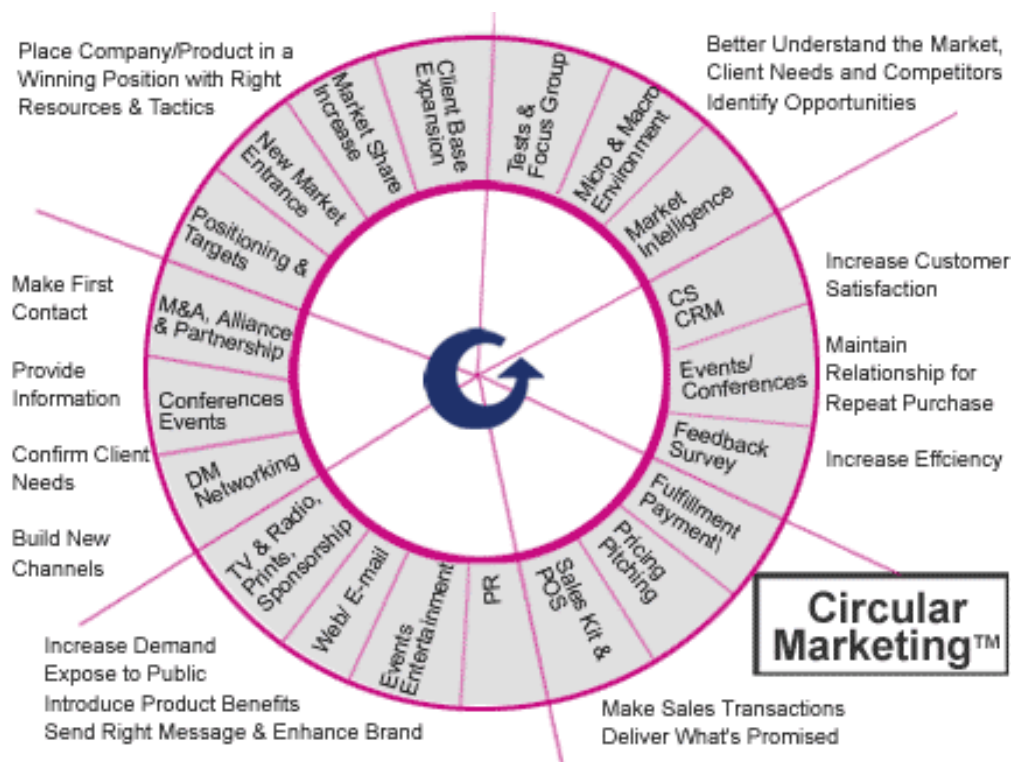 Place Company/Product in a
Winning Position with Right
Resources & Tactics
Better Understand the Market,
Client Needs and Competitors
Identify Opportunities
Client Base
Expansion
Tests &
Focus Group
Micro & Macro
Environment
Market
Intelligence
CS
CRM
Events/
Conferences
Feedback
Survey
Fulfillment
Payment\
Pricing
Pitching
Sales Kit &
POS
PR
Events
Entertainment
Web/ E-mail
TV & Radio,
Prints,
Sponsorship
DM
Networking
Conferences
Events
M&A, Alliance
& Partnership
Positioning &
Targets
New Market
Entrance
Market Share
Increase
Increase Customer
Satisfaction
Maintain
Relationship for
Repeat Purchase
Increase Effciency
Make First
Contact
Provide
Information
Confirm Client
Needs
Build New
Channels
Circular
Marketing™
Increase Demand
Expose to Public
Introduce Product Benefits
Send Right Message & Enhance Brand
Make Sales Transactions
Deliver What's Promised